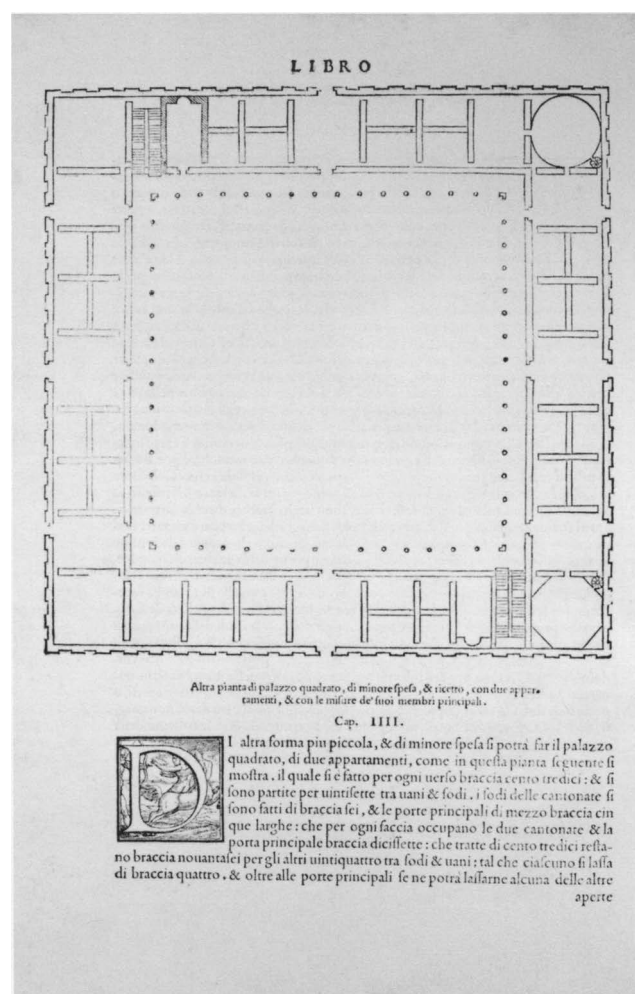 LIBRO
Altra pianta di palazzo quadrato, di minore spesa, & ricetto, con due appar-
tamenti, & con le misure de' suoi membri principali.
Cap. IIII.
DI altra forma piu piccola, & di minore spesa si potrà far il palazzo
quadrato, di due appartamenti, come in questa pianta seguente si
mostra. il quale si è fatto per ogni uerso braccia cento tredici: & si
sono partite per uintisette tra uani & sodi. i sodi delle cantonate si
sono fatti di braccia sei, & le porte principali di mezzo braccia cin
que larghe: che per ogni faccia occupano le due cantonate & la
porta principale braccia dicissette: che tratte di cento tredici resta-
no braccia nouantasei per gli altri uintiquattro tra sodi & uani: tal che ciascuno si lassa
di braccia quattro. & oltre alle porte principali se ne potrà lassarne alcuna delle altre
aperte